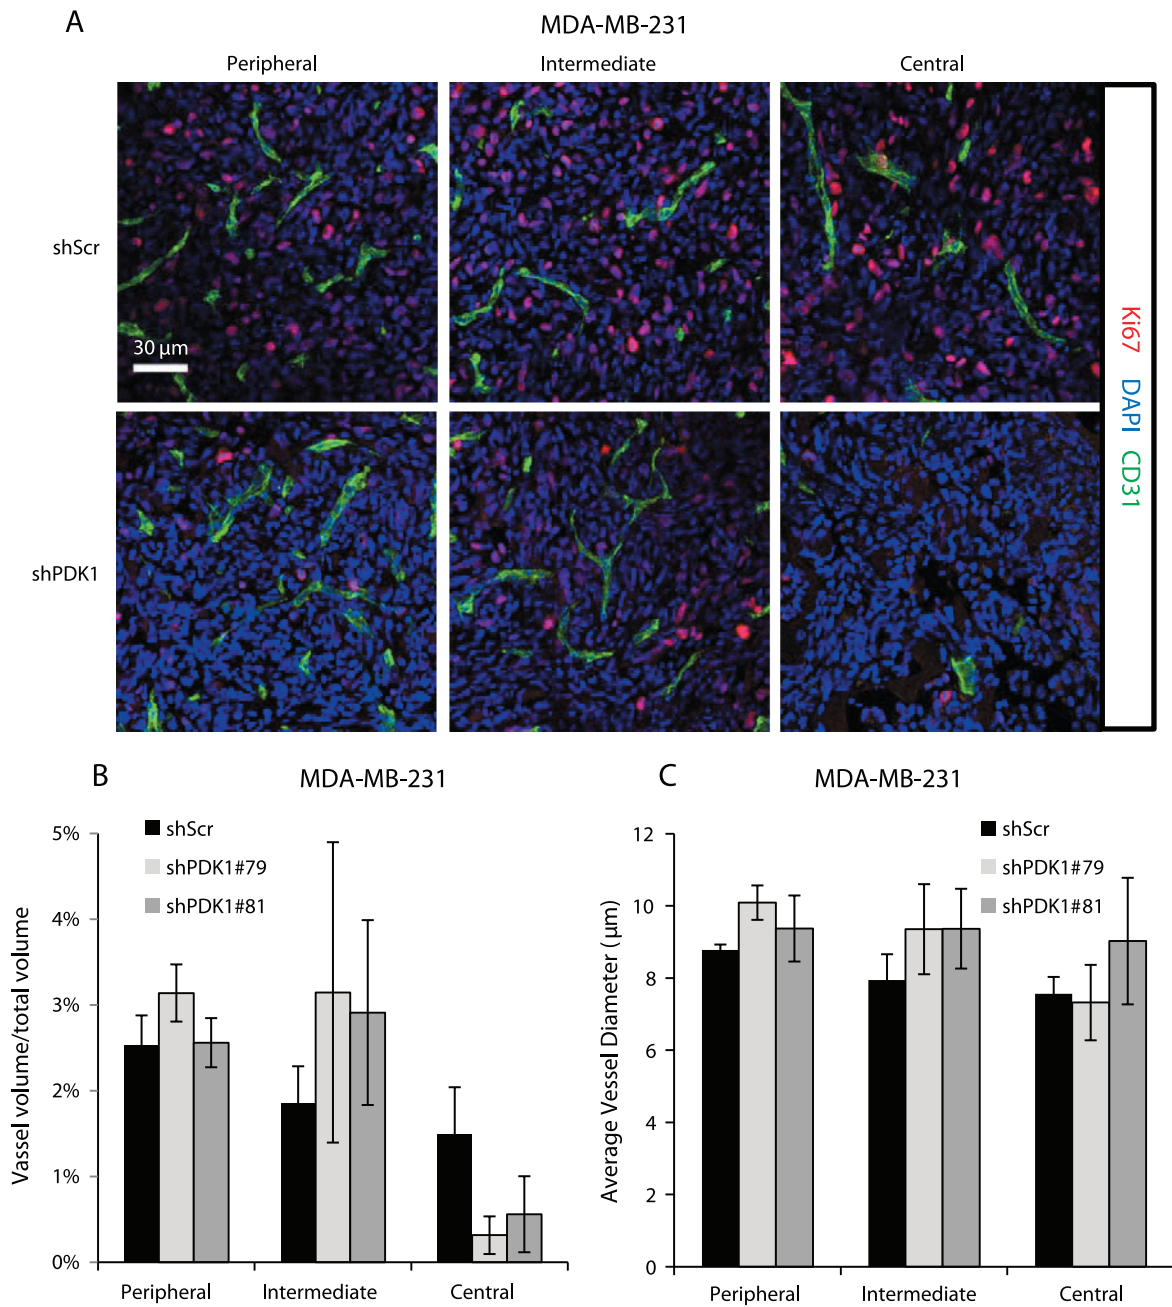 A
MDA-MB-231
Peripheral
Intermediate
Central
shScr
30 µm
shPDK1
Ki67 DAPI CD31
B
MDA-MB-231
shScr
shPDK1#79
shPDK1#81
Vassel volume/total volume
5%
4%
3%
2%
1%
0%
Peripheral
Intermediate
Central
C
MDA-MB-231
shScr
shPDK1#79
shPDK1#81
Average Vessel Diameter (µm)
12
10
8
6
4
2
0
Peripheral
Intermediate
Central